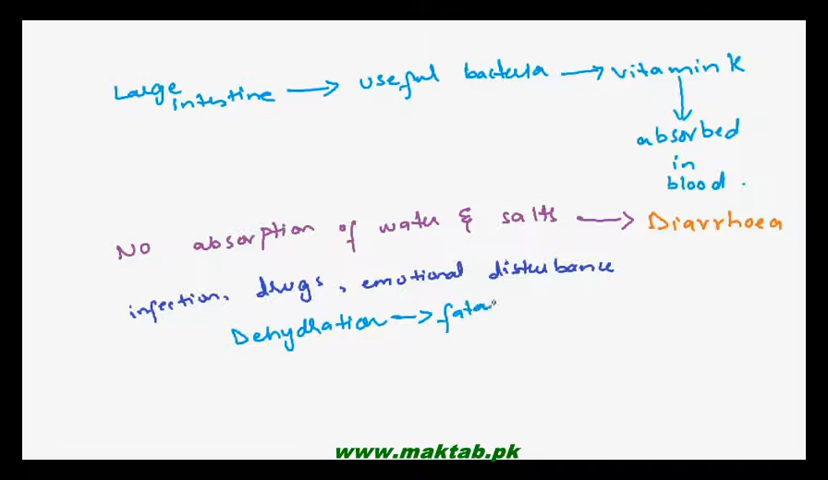 Large intestine → useful bacteria → vitamin K
↓
absorbed
in
blood.
No absorption of water & salts → Diarrhoea
infection, drugs, emotional disturbance
Dehydration → fata
www.maktab.pk